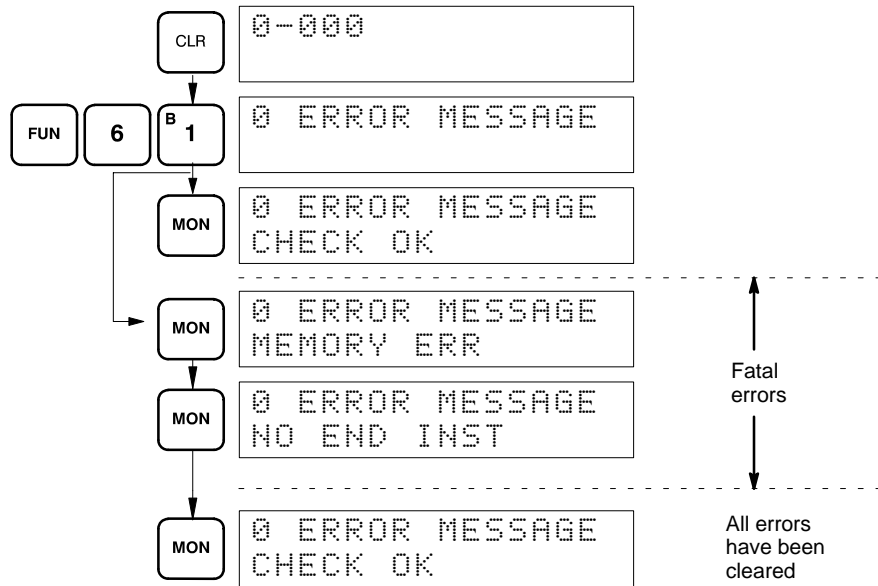 CLR
0-000
FUN
6
B
1
0 ERROR MESSAGE
MON
0 ERROR MESSAGE
CHECK OK
MON
0 ERROR MESSAGE
MEMORY ERR
MON
0 ERROR MESSAGE
NO END INST
Fatal
errors
MON
0 ERROR MESSAGE
CHECK OK
All errors
have been
cleared